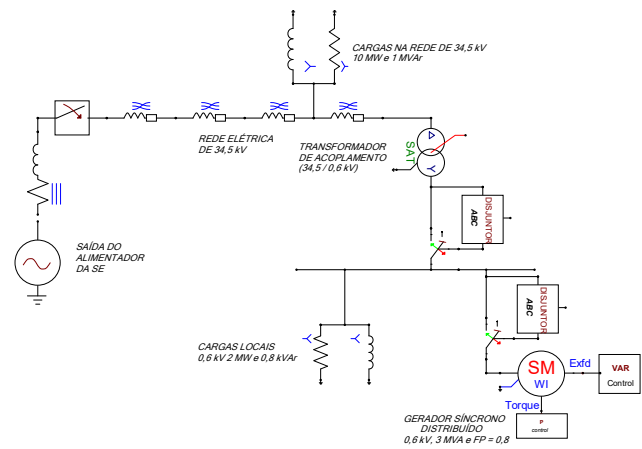 CARGAS NA REDE DE 34,5 kV
10 MW e 1 MVAr
REDE ELÉTRICA
DE 34,5 kV
TRANSFORMADOR
DE ACOPLAMENTO
(34,5 / 0,6 kV)
SAT
Y
DISJUNTOR
ABC
1
SAÍDA DO
ALIMENTADOR
DA SE
DISJUNTOR
ABC
1
CARGAS LOCAIS
0,6 kV 2 MW e 0,8 kVAr
SM
WI
Exfd
VAR
Control
Torque
P
control
GERADOR SÍNCRONO
DISTRIBUÍDO
0,6 kV, 3 MVA e FP = 0,8